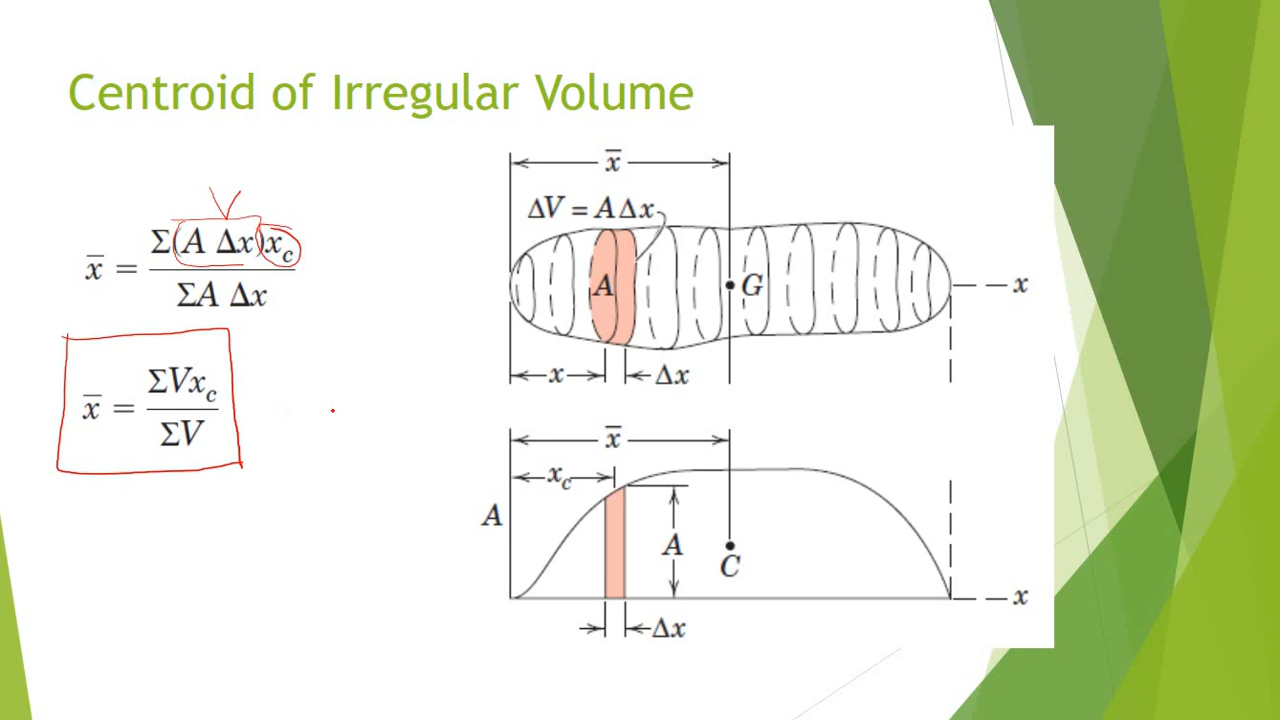 Centroid of Irregular Volume
V
x̄ = Σ(A Δx)x_c / ΣA Δx
x̄ = ΣVx_c / ΣV
x̄
ΔV = A Δx
A
G
x
x
Δx
x̄
x_c
A
A
C
x
Δx